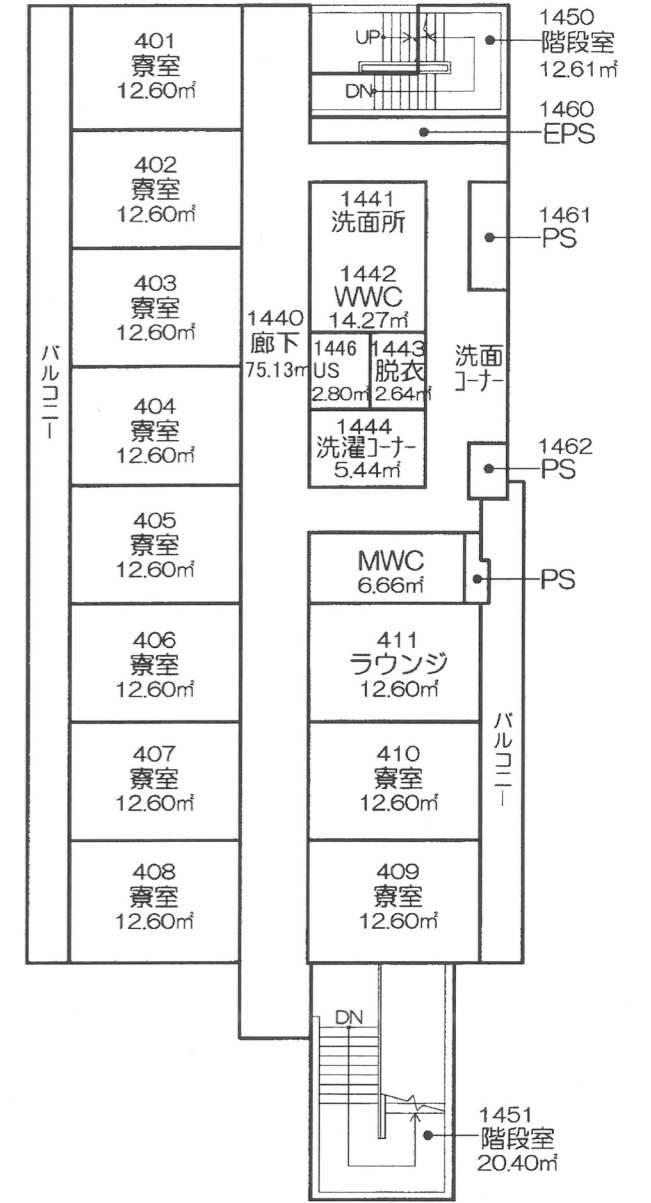 401
寮室
12.60㎡
402
寮室
12.60㎡
403
寮室
12.60㎡
404
寮室
12.60㎡
405
寮室
12.60㎡
406
寮室
12.60㎡
407
寮室
12.60㎡
408
寮室
12.60㎡
バルコニー
1440
廊下
75.13㎡
UP
DN
1450
階段室
12.61㎡
1460
EPS
1441
洗面所
1442
WWC
14.27㎡
1461
PS
1446
US
2.80㎡
1443
脱衣
2.64㎡
洗面
コーナー
1444
洗濯コーナー
5.44㎡
1462
PS
MWC
6.66㎡
PS
411
ラウンジ
12.60㎡
410
寮室
12.60㎡
409
寮室
12.60㎡
バルコニー
DN
1451
階段室
20.40㎡